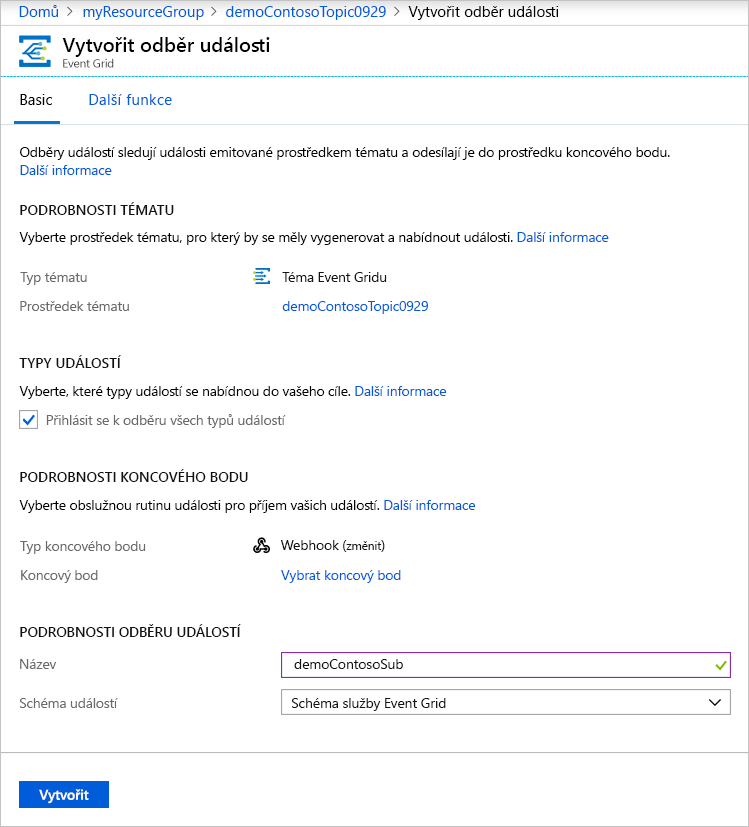 Domů > myResourceGroup > demoContosoTopic0929 > Vytvořit odběr události
Vytvořit odběr události
Event Grid
Basic Další funkce
Odběry událostí sledují události emitované prostředkem tématu a odesílají je do prostředku koncového bodu.
Další informace
PODROBNOSTI TÉMATU
Vyberte prostředek tématu, pro který by se měly vygenerovat a nabídnout události. Další informace
Typ tématu Téma Event Gridu
Prostředek tématu demoContosoTopic0929
TYPY UDÁLOSTÍ
Vyberte, které typy událostí se nabídnou do vašeho cíle. Další informace
Přihlásit se k odběru všech typů událostí
PODROBNOSTI KONCOVÉHO BODU
Vyberte obslužnou rutinu události pro příjem vašich událostí. Další informace
Typ koncového bodu Webhook (změnit)
Koncový bod Vybrat koncový bod
PODROBNOSTI ODBĚRU UDÁLOSTÍ
Název demoContosoSub
Schéma událostí Schéma služby Event Grid
Vytvořit